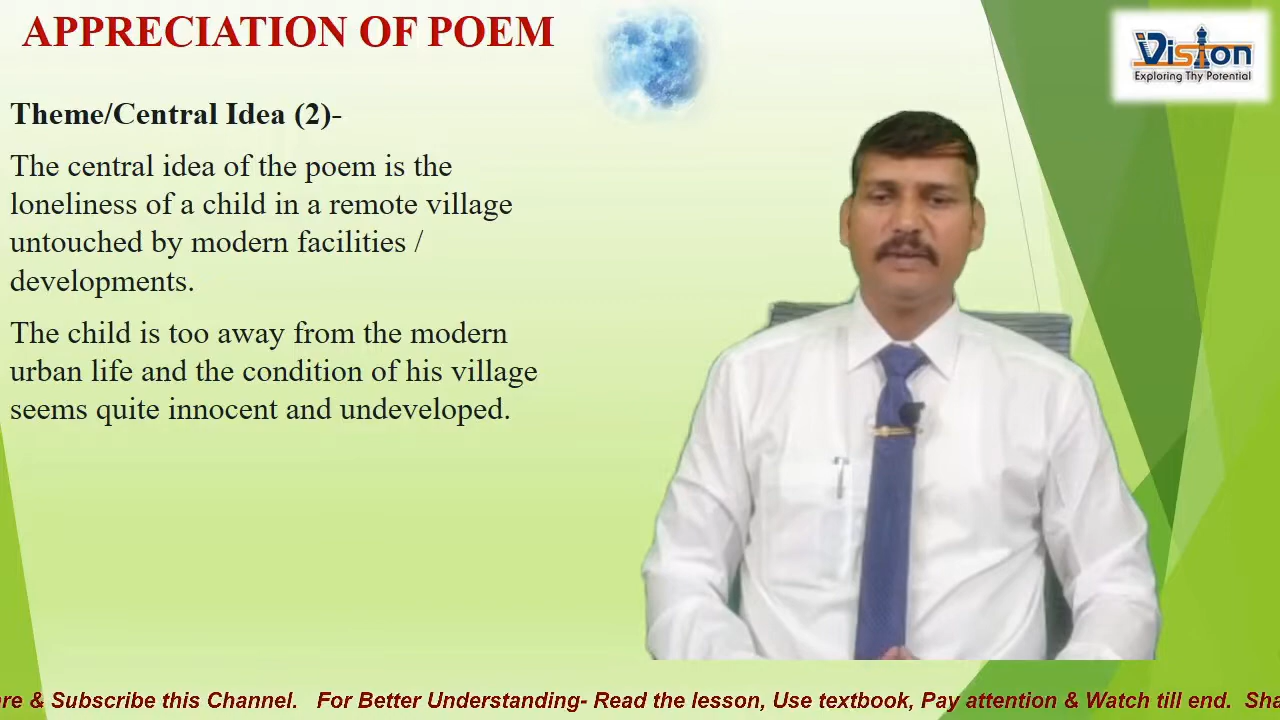 APPRECIATION OF POEM
Vision
Exploring Thy Potential
Theme/Central Idea (2)-
The central idea of the poem is the
loneliness of a child in a remote village
untouched by modern facilities /
developments.
The child is too away from the modern
urban life and the condition of his village
seems quite innocent and undeveloped.
re & Subscribe this Channel. For Better Understanding- Read the lesson, Use textbook, Pay attention & Watch till end. Sha